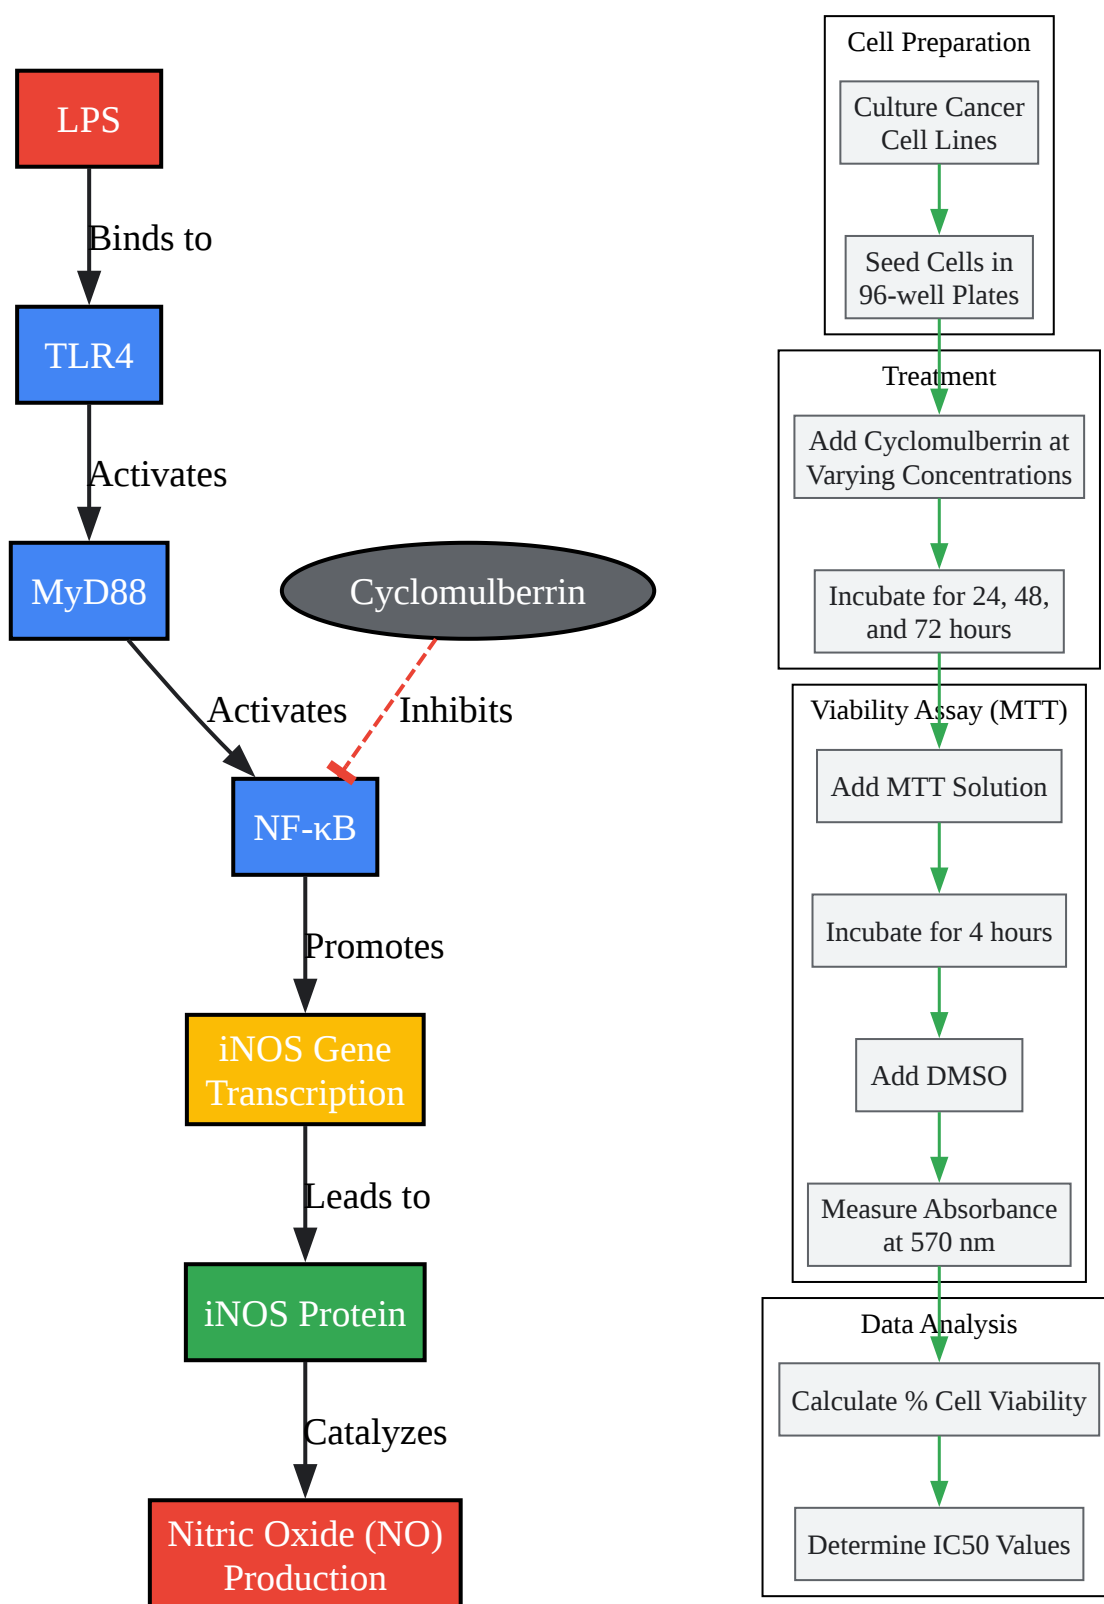 LPS
Binds to
TLR4
Activates
MyD88
Cyclomulberrin
Activates
Inhibits
NF-κB
Promotes
iNOS Gene
Transcription
Leads to
iNOS Protein
Catalyzes
Nitric Oxide (NO)
Production
Cell Preparation
Culture Cancer
Cell Lines
Seed Cells in
96-well Plates
Treatment
Add Cyclomulberrin at
Varying Concentrations
Incubate for 24, 48,
and 72 hours
Viability Assay (MTT)
Add MTT Solution
Incubate for 4 hours
Add DMSO
Measure Absorbance
at 570 nm
Data Analysis
Calculate % Cell Viability
Determine IC50 Values